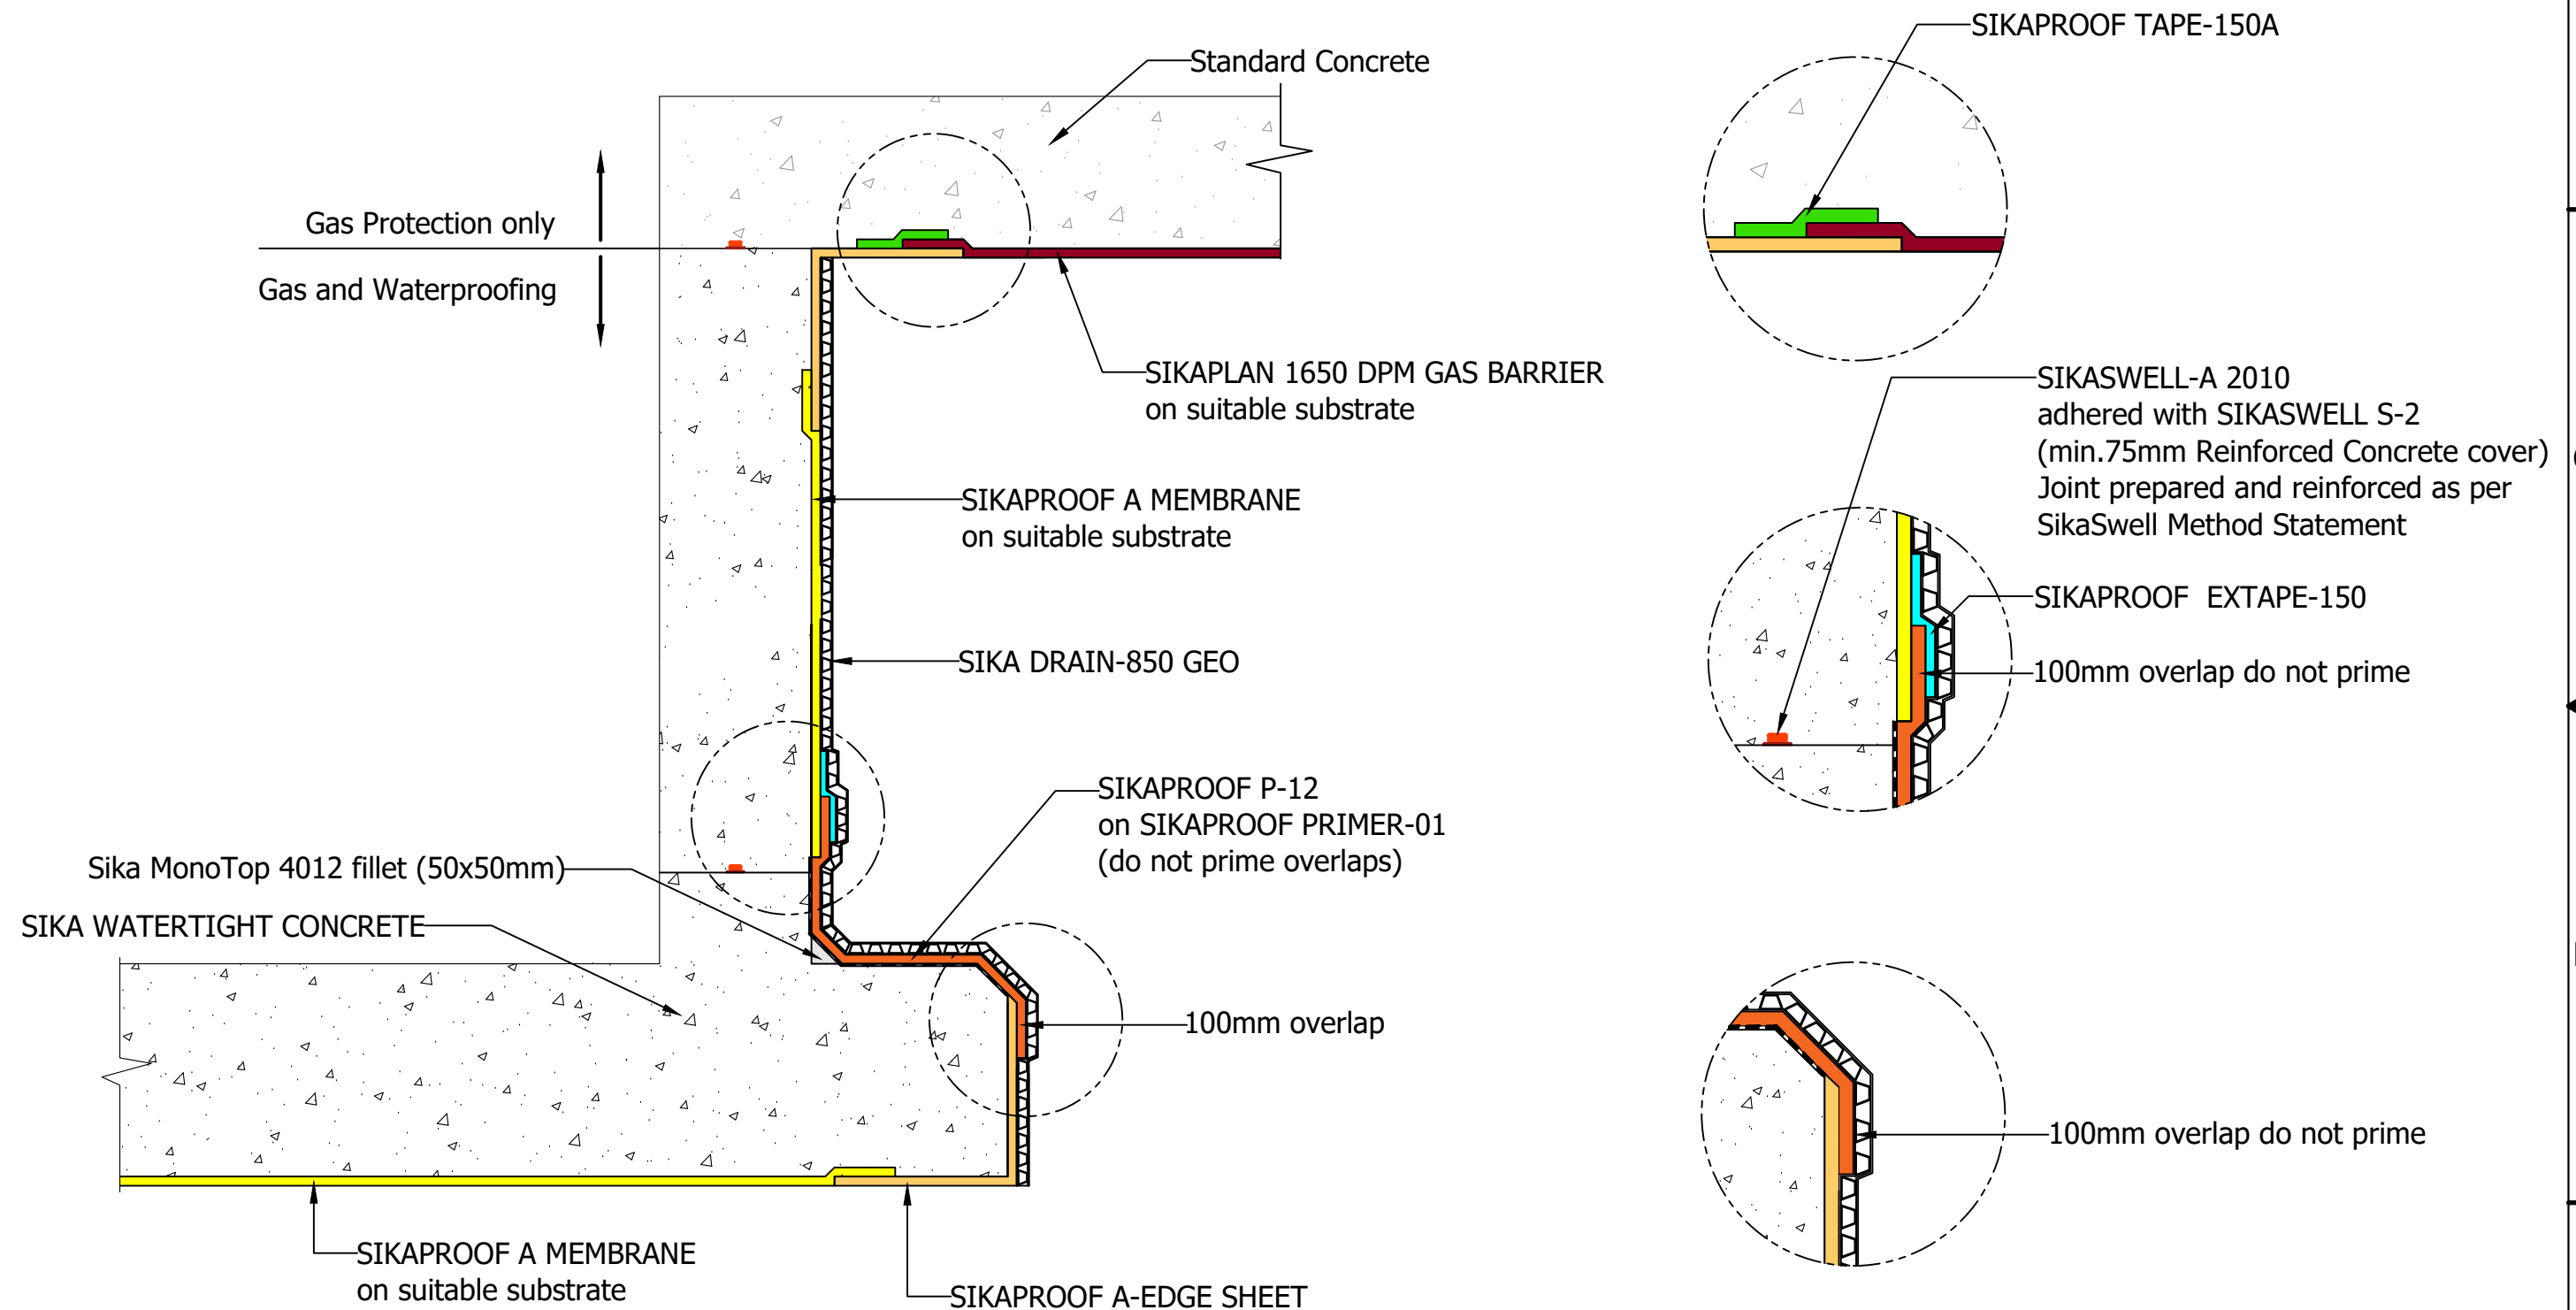 SIKAPROOF TAPE-150A
Standard Concrete
Gas Protection only
Gas and Waterproofing
SIKAPLAN 1650 DPM GAS BARRIER
on suitable substrate
SIKASWELL-A 2010
adhered with SIKASWELL S-2
(min.75mm Reinforced Concrete cover)
Joint prepared and reinforced as per
SikaSwell Method Statement
SIKAPROOF A MEMBRANE
on suitable substrate
SIKAPROOF EXTAPE-150
SIKA DRAIN-850 GEO
100mm overlap do not prime
SIKAPROOF P-12
on SIKAPROOF PRIMER-01
(do not prime overlaps)
Sika MonoTop 4012 fillet (50x50mm)
SIKA WATERTIGHT CONCRETE
100mm overlap
100mm overlap do not prime
SIKAPROOF A MEMBRANE
on suitable substrate
SIKAPROOF A-EDGE SHEET